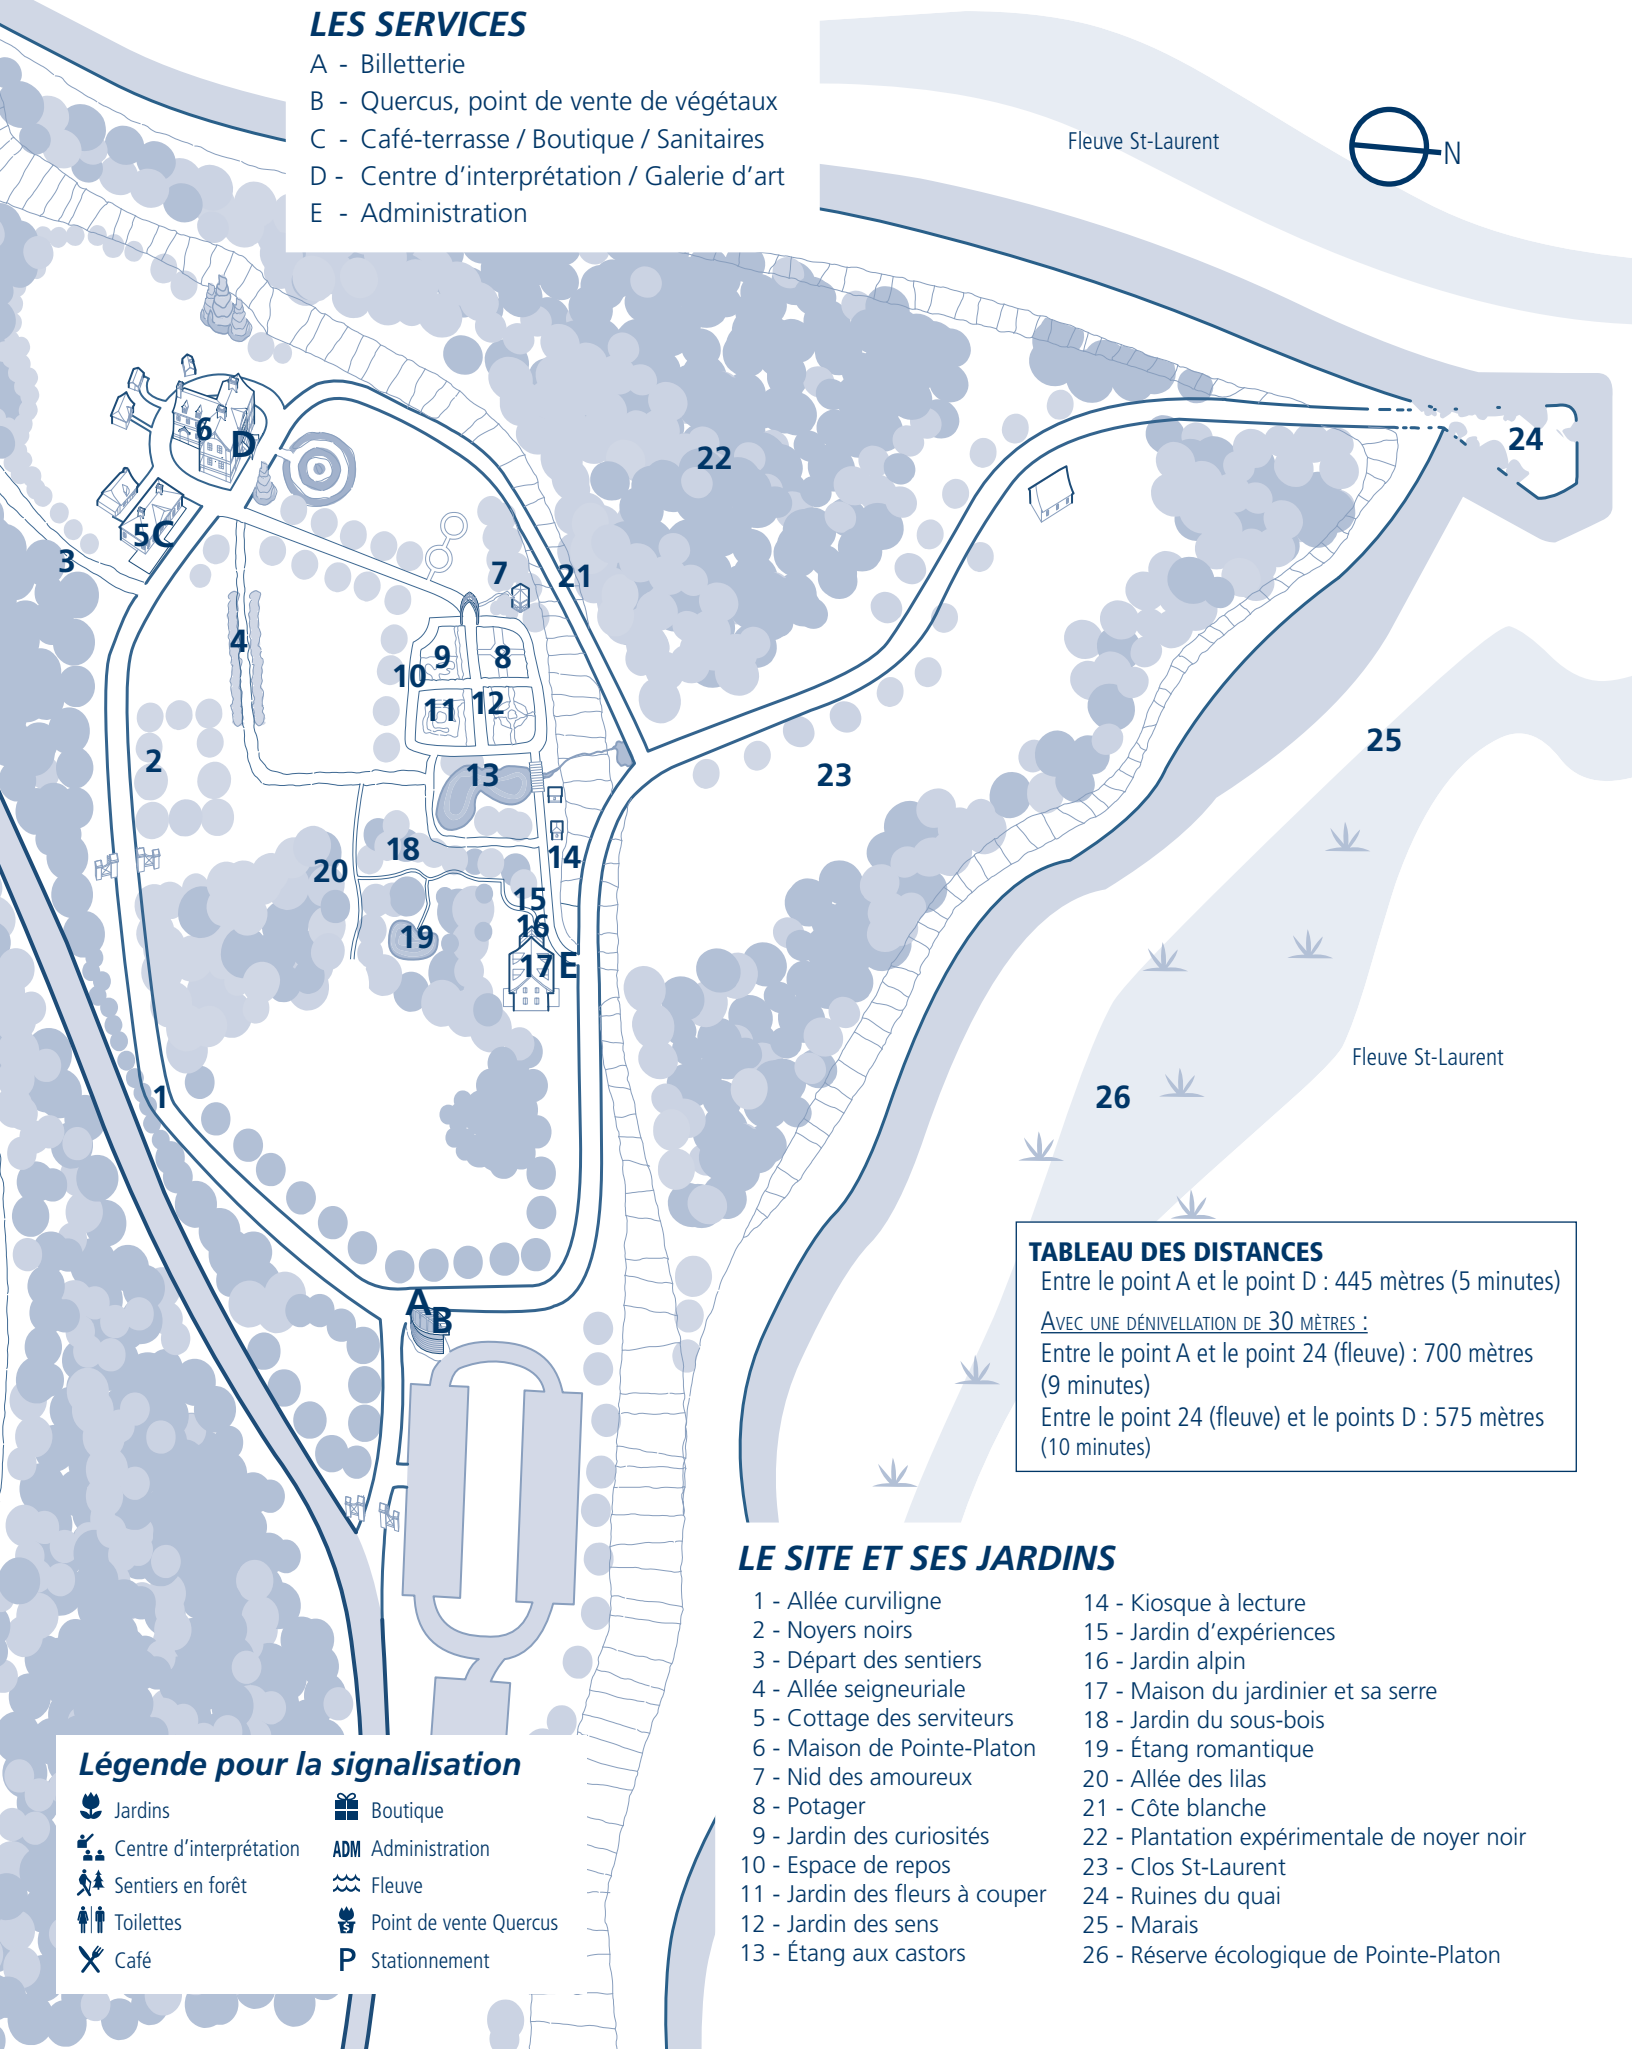 LES SERVICES
A - Billetterie
B - Quercus, point de vente de végétaux
C - Café-terrasse / Boutique / Sanitaires
D - Centre d'interprétation / Galerie d'art
E - Administration
Fleuve St-Laurent
N
24
6
D
22
5C
3
7
21
4
9
8
10
11
12
2
13
23
25
18
14
20
15
16
19
17 E
Fleuve St-Laurent
1
26
A
B
TABLEAU DES DISTANCES
Entre le point A et le point D : 445 mètres (5 minutes)
AVEC UNE DÉNIVELLATION DE 30 MÈTRES :
Entre le point A et le point 24 (fleuve) : 700 mètres
(9 minutes)
Entre le point 24 (fleuve) et le points D : 575 mètres
(10 minutes)
LE SITE ET SES JARDINS
1 - Allée curviligne
2 - Noyers noirs
3 - Départ des sentiers
4 - Allée seigneuriale
5 - Cottage des serviteurs
6 - Maison de Pointe-Platon
7 - Nid des amoureux
8 - Potager
9 - Jardin des curiosités
10 - Espace de repos
11 - Jardin des fleurs à couper
12 - Jardin des sens
13 - Étang aux castors
14 - Kiosque à lecture
15 - Jardin d'expériences
16 - Jardin alpin
17 - Maison du jardinier et sa serre
18 - Jardin du sous-bois
19 - Étang romantique
20 - Allée des lilas
21 - Côte blanche
22 - Plantation expérimentale de noyer noir
23 - Clos St-Laurent
24 - Ruines du quai
25 - Marais
26 - Réserve écologique de Pointe-Platon
Légende pour la signalisation
Jardins
Centre d'interprétation
Sentiers en forêt
Toilettes
Café
Boutique
ADM Administration
Fleuve
$ Point de vente Quercus
P Stationnement